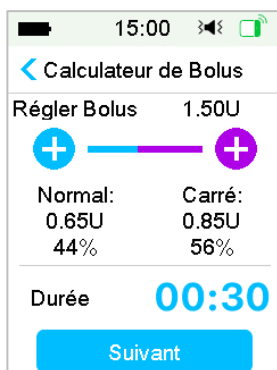 15:00
Calculateur de Bolus
Régler Bolus 1.50U
Normal: Carré:
0.65U 0.85U
44% 56%
Durée 00:30
Suivant